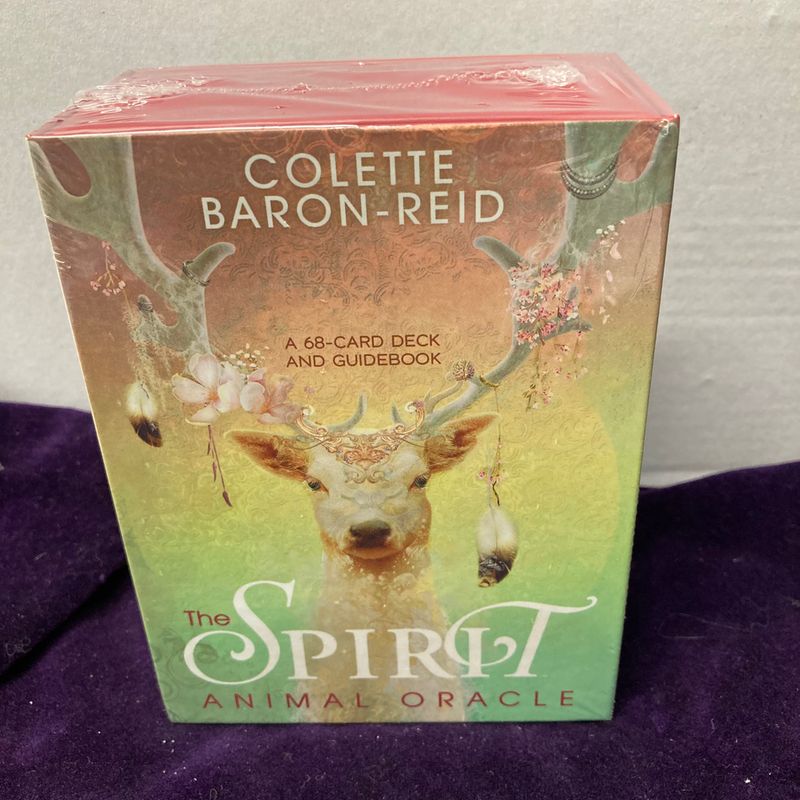 COLETTE
BARON-REID
A 68-CARD DECK
AND GUIDEBOOK
The SPIRIT
ANIMAL ORACLE